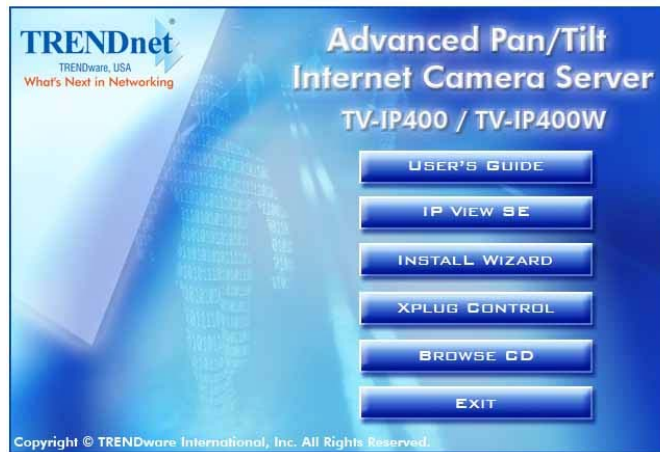 TRENDnet
TRENDware, USA
What's Next in Networking
Advanced Pan/Tilt
Internet Camera Server
TV-IP400 / TV-IP400W
USER'S GUIDE
IP VIEW SE
INSTALL WIZARD
XPLUG CONTROL
BROWSE CD
EXIT
Copyright © TRENDware International, Inc. All Rights Reserved.